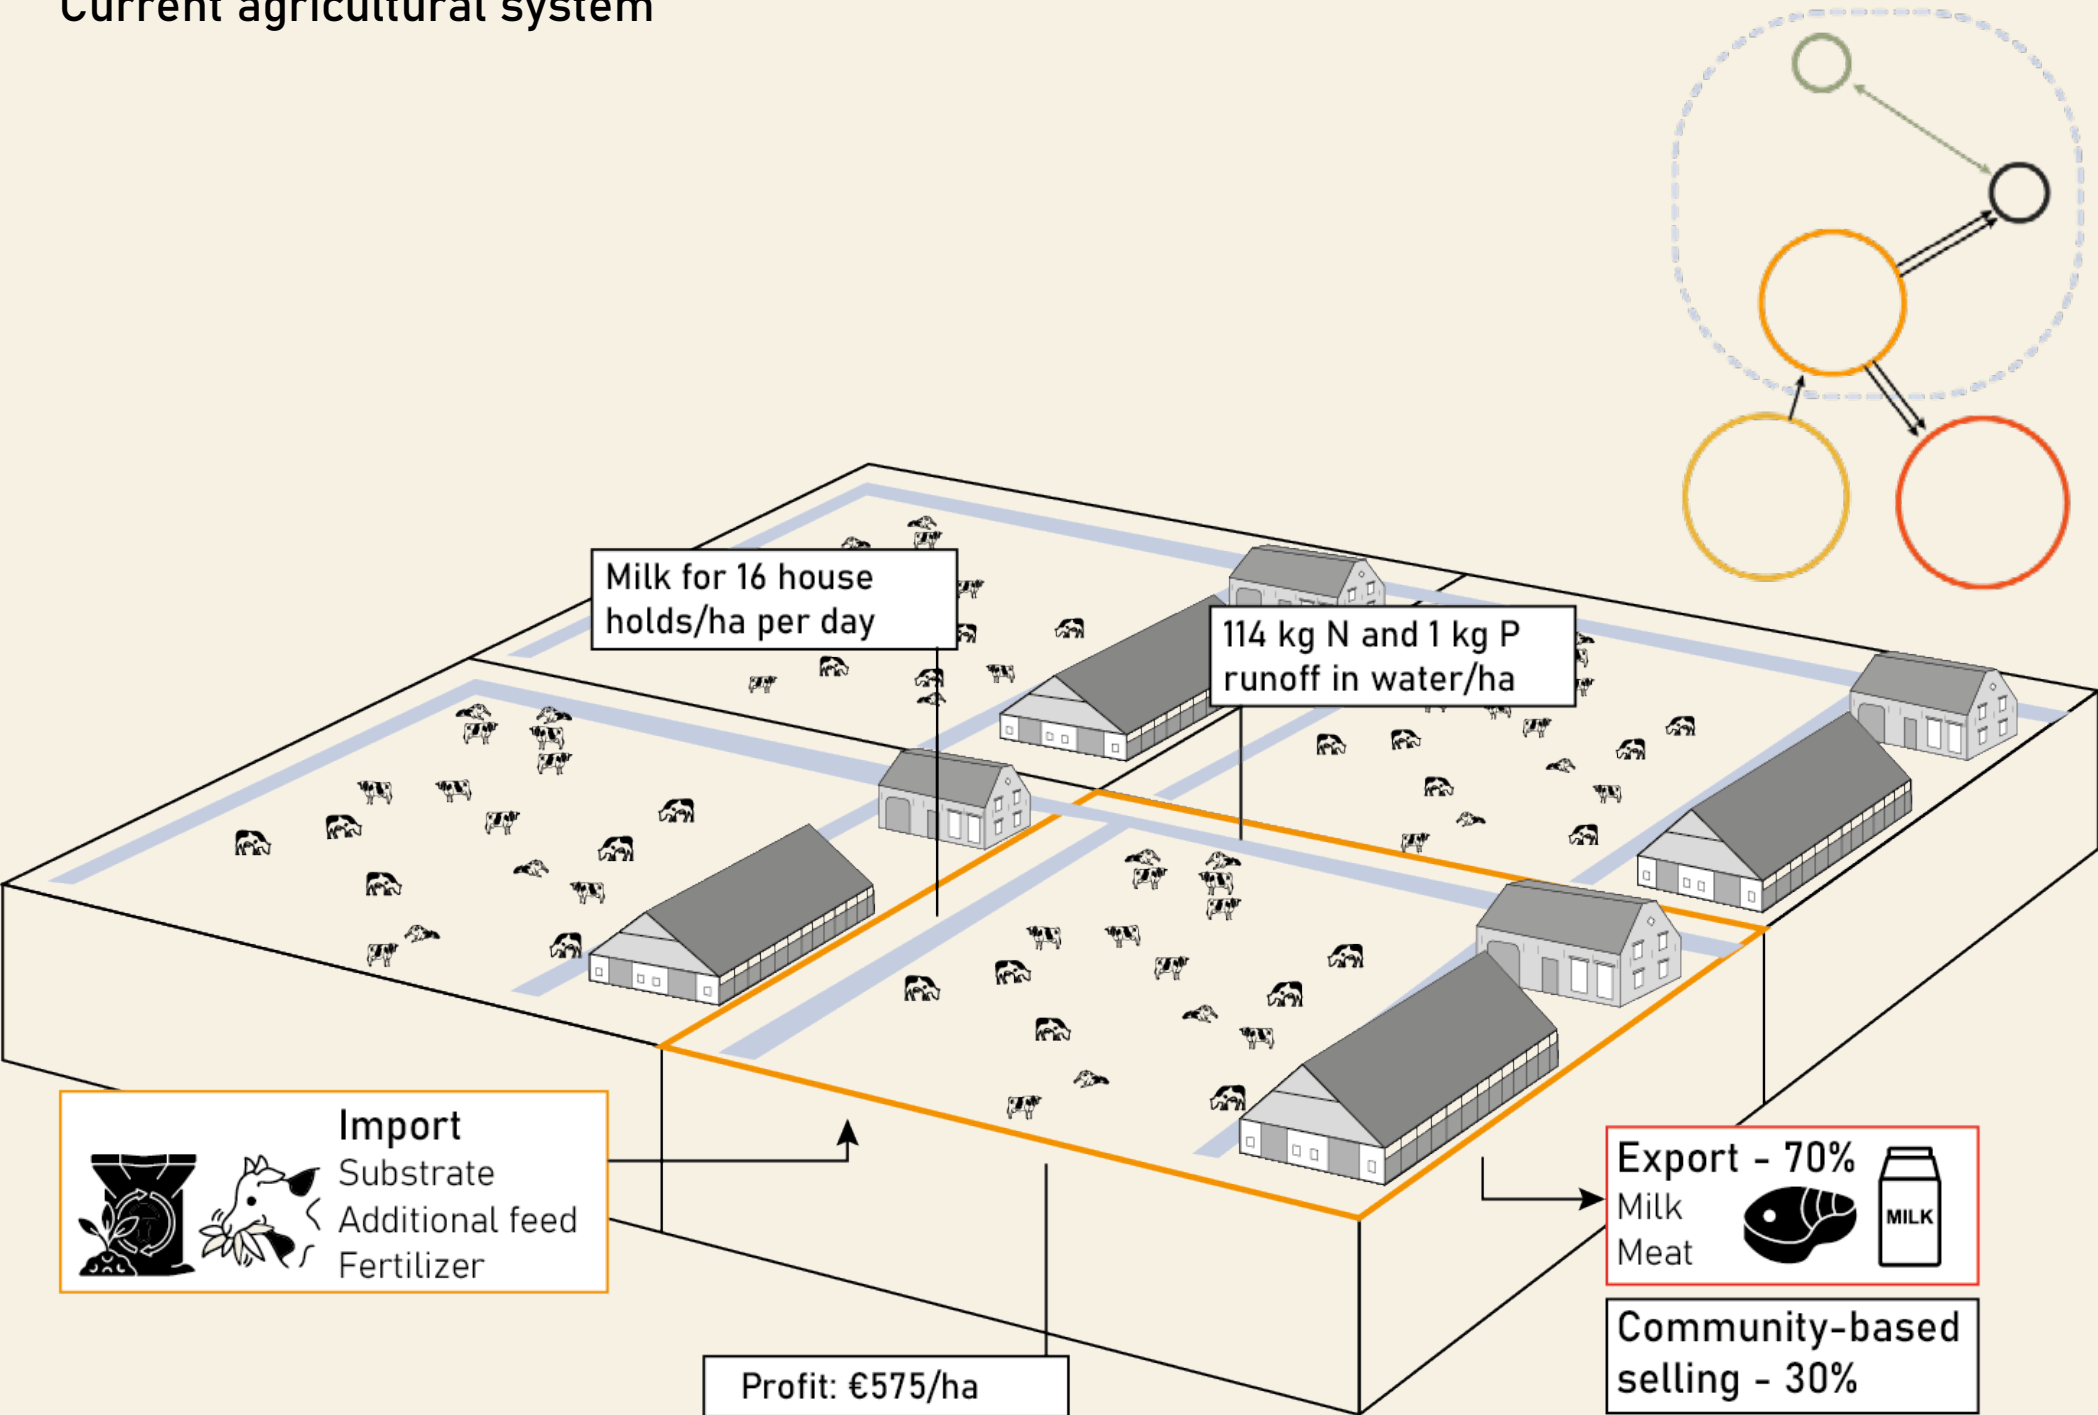 Current agricultural system
Milk for 16 house
holds/ha per day
114 kg N and 1 kg P
runoff in water/ha
Import
Substrate
Additional feed
Fertilizer
Export - 70%
Milk
Meat
MILK
Community-based
selling - 30%
Profit: €575/ha